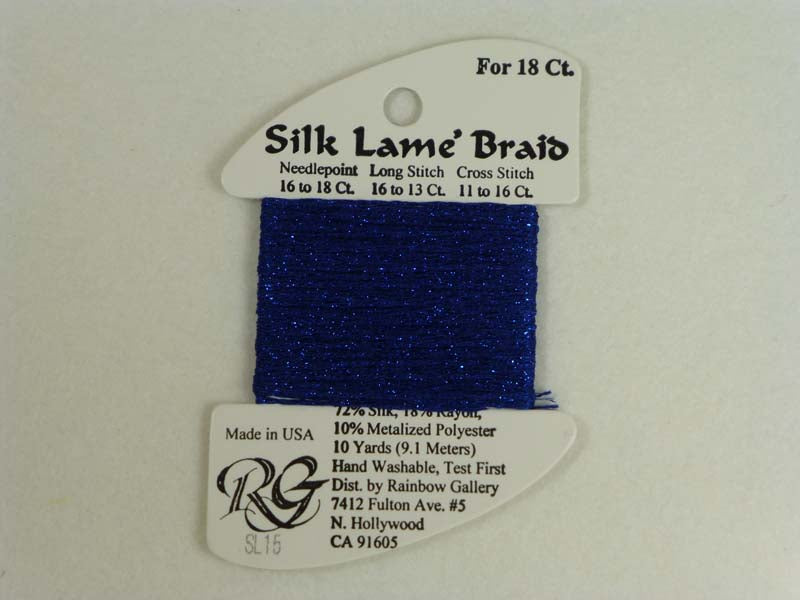 For 18 Ct.
Silk Lame' Braid
Needlepoint Long Stitch Cross Stitch
16 to 18 Ct. 16 to 13 Ct. 11 to 16 Ct.
72% Silk, 18% Rayon,
10% Metalized Polyester
10 Yards (9.1 Meters)
Hand Washable, Test First
Dist. by Rainbow Gallery
7412 Fulton Ave. #5
N. Hollywood
CA 91605
Made in USA
RG
SL15